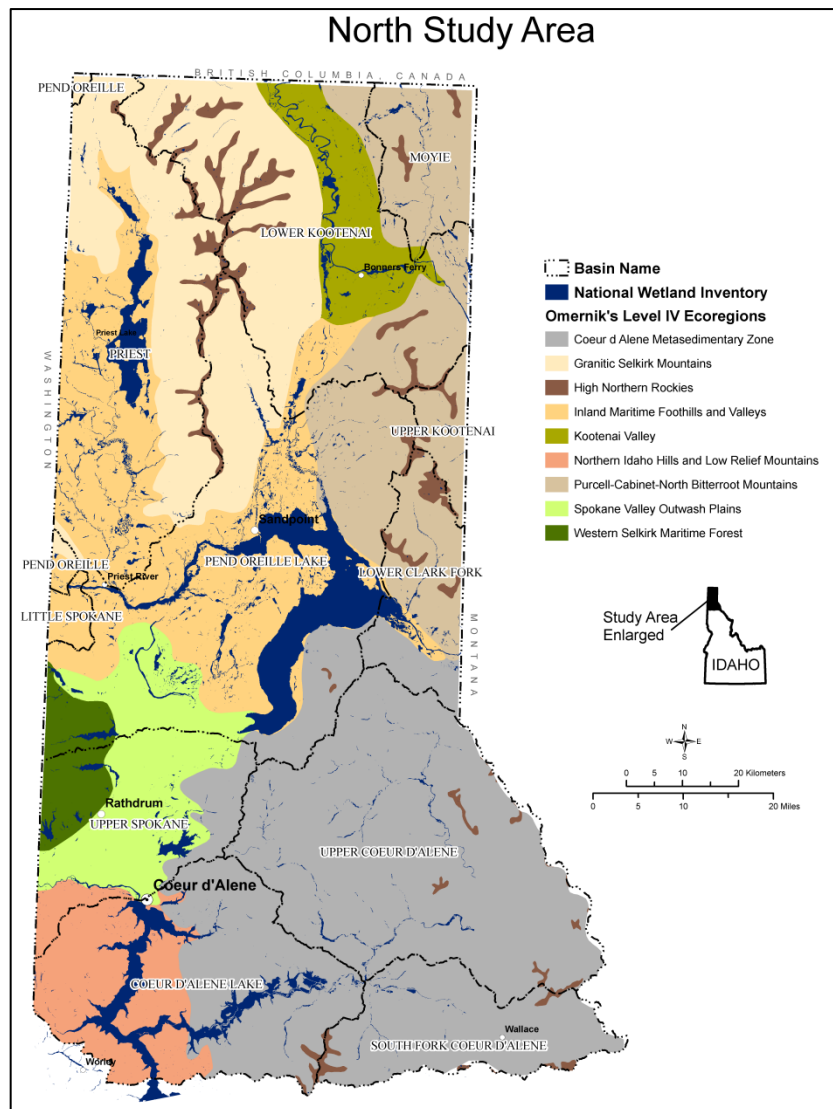 North Study Area
BRITISH COLUMBIA, CANADA
PEND OREILLE
MOYIE
LOWER KOOTENAI
Bonners Ferry
Priest Lake
PRIEST
WASHINGTON
UPPER KOOTENAI
Sandpoint
PEND OREILLE
PEND OREILLE LAKE
LOWER CLARK FORK
Priest River
LITTLE SPOKANE
MONTANA
Rathdrum
UPPER SPOKANE
UPPER COEUR D'ALENE
Coeur d'Alene
COEUR D'ALENE LAKE
Wallace
SOUTH FORK COEUR D'ALENE
Worley
Basin Name
National Wetland Inventory
Omernik's Level IV Ecoregions
Coeur d Alene Metasedimentary Zone
Granitic Selkirk Mountains
High Northern Rockies
Inland Maritime Foothills and Valleys
Kootenai Valley
Northern Idaho Hills and Low Relief Mountains
Purcell-Cabinet-North Bitterroot Mountains
Spokane Valley Outwash Plains
Western Selkirk Maritime Forest
Study Area
Enlarged
IDAHO
N
W E
S
0 5 10 20 Kilometers
0 5 10 20 Miles